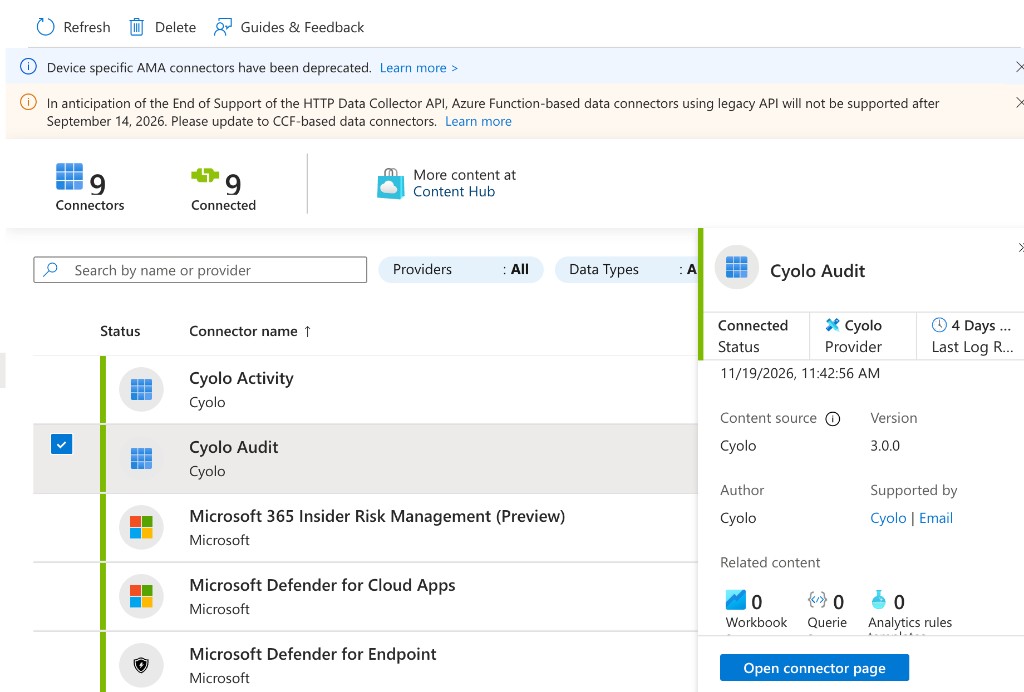 Refresh Delete Guides & Feedback
Device specific AMA connectors have been deprecated. Learn more >
In anticipation of the End of Support of the HTTP Data Collector API, Azure Function-based data connectors using legacy API will not be supported after
September 14, 2026. Please update to CCF-based data connectors. Learn more
9
Connectors
9
Connected
More content at
Content Hub
Search by name or provider
Providers : All
Data Types : A
Status Connector name ↑
Cyolo Activity
Cyolo
Cyolo Audit
Cyolo
Microsoft 365 Insider Risk Management (Preview)
Microsoft
Microsoft Defender for Cloud Apps
Microsoft
Microsoft Defender for Endpoint
Microsoft
Cyolo Audit
Connected
Status
Cyolo
Provider
4 Days ...
Last Log R...
11/19/2026, 11:42:56 AM
Content source Version
Cyolo 3.0.0
Author Supported by
Cyolo Cyolo | Email
Related content
0 0 0
Workbook Querie Analytics rules
Open connector page